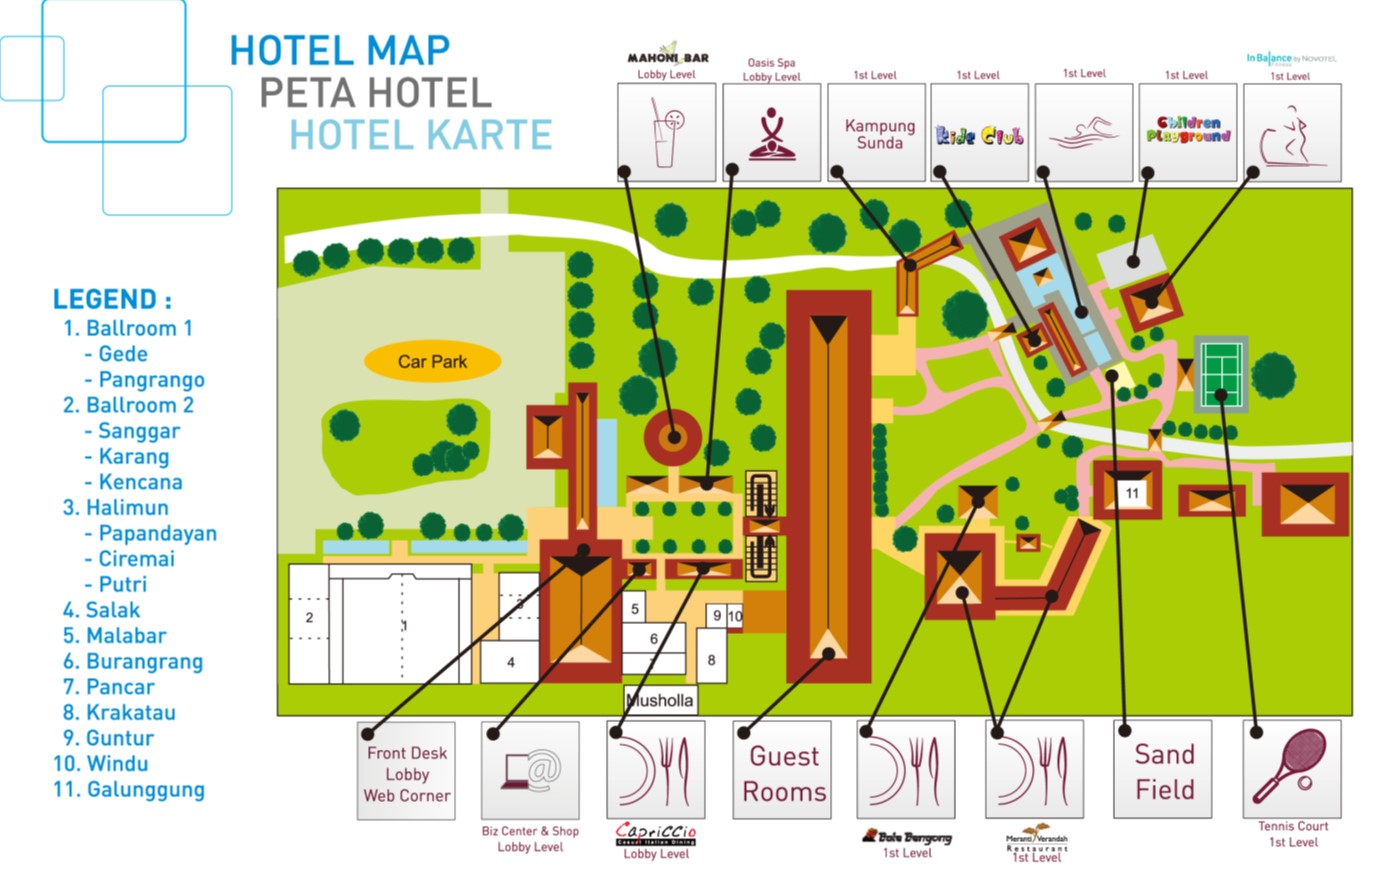 HOTEL MAP
PETA HOTEL
HOTEL KARTE
MAHONI BAR
Lobby Level
Oasis Spa
Lobby Level
1st Level
1st Level
1st Level
1st Level
In Balance by NOVOTEL
fitness
1st Level
Kampung
Sunda
Kids Club
Children
Playground
LEGEND :
1. Ballroom 1
- Gede
- Pangrango
2. Ballroom 2
- Sanggar
- Karang
- Kencana
3. Halimun
- Papandayan
- Ciremai
- Putri
4. Salak
5. Malabar
6. Burangrang
7. Pancar
8. Krakatau
9. Guntur
10. Windu
11. Galunggung
Car Park
11
2
1
3
4
5
6
7
8
9
10
Musholla
Front Desk
Lobby
Web Corner
@
Biz Center & Shop
Lobby Level
Capriccio
Casual Italian Dining
Lobby Level
Guest
Rooms
Bale Bengong
1st Level
Meranti Verandah
Restaurant
1st Level
Sand
Field
Tennis Court
1st Level